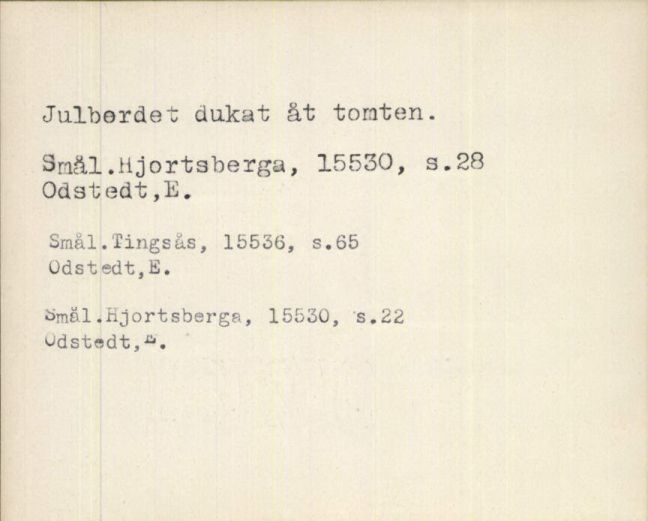 Julbordet dukat åt tomten.
Smål.Hjortsberga, 15530, s.28
Odstedt,E.
Smål.Tingsås, 15536, s.65
Odstedt,E.
Smål.Hjortsberga, 15530, s.22
Odstedt,E.